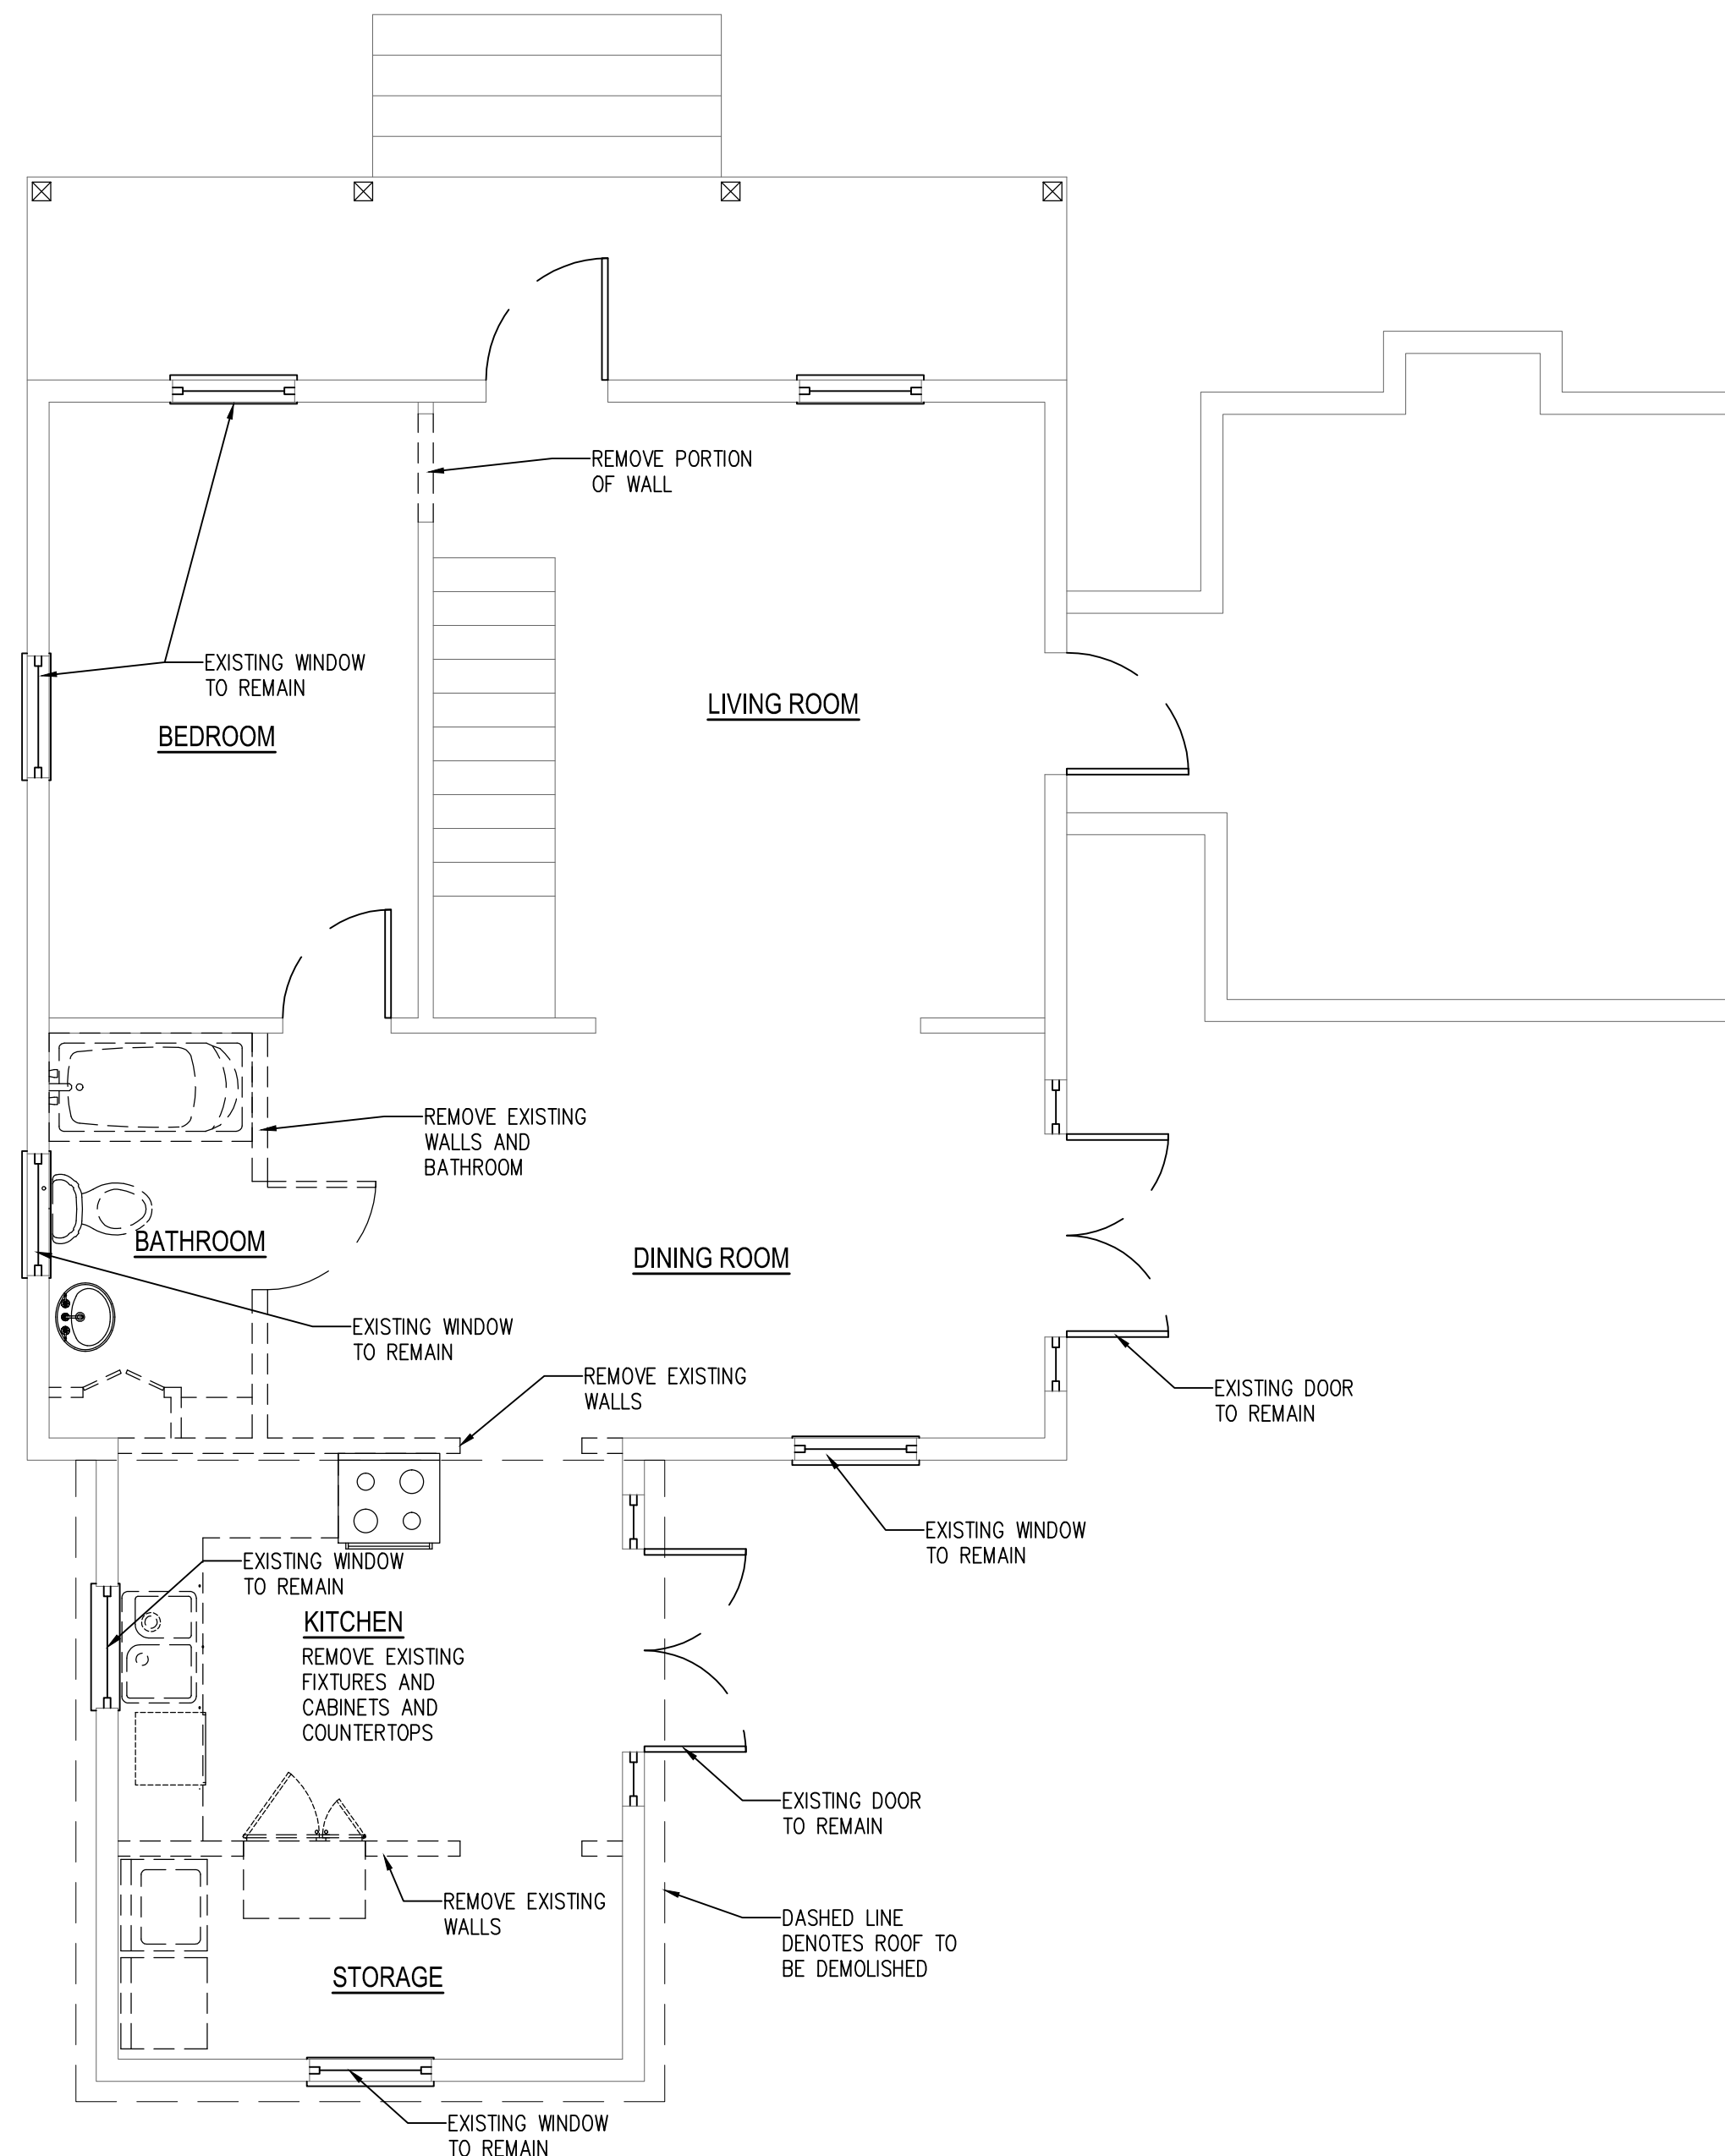 REMOVE PORTION
OF WALL
EXISTING WINDOW
TO REMAIN
LIVING ROOM
BEDROOM
REMOVE EXISTING
WALLS AND
BATHROOM
BATHROOM
DINING ROOM
EXISTING WINDOW
TO REMAIN
REMOVE EXISTING
WALLS
EXISTING DOOR
TO REMAIN
EXISTING WINDOW
TO REMAIN
EXISTING WINDOW
TO REMAIN
KITCHEN
REMOVE EXISTING
FIXTURES AND
CABINETS AND
COUNTERTOPS
EXISTING DOOR
TO REMAIN
REMOVE EXISTING
WALLS
DASHED LINE
DENOTES ROOF TO
BE DEMOLISHED
STORAGE
EXISTING WINDOW
TO REMAIN